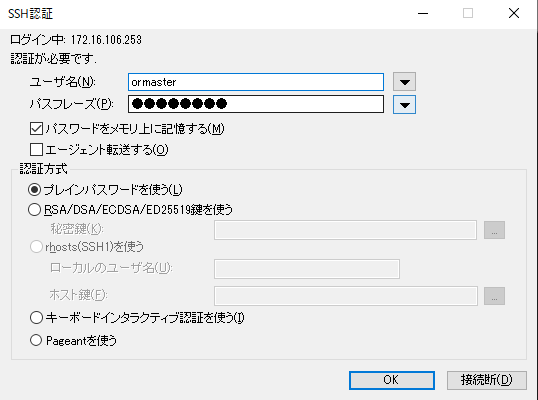 SSH認証
ログイン中: 172.16.106.253
認証が必要です.
ユーザ名(N): ormaster
パスフレーズ(P): ●●●●●●●●
パスワードをメモリ上に記憶する(M)
エージェント転送する(O)
認証方式
プレインパスワードを使う(L)
RSA/DSA/ECDSA/ED25519鍵を使う
秘密鍵(K): ...
rhosts(SSH1)を使う
ローカルのユーザ名(U):
ホスト鍵(F): ...
キーボードインタラクティブ認証を使う(I)
Pageantを使う
OK 接続断(D)